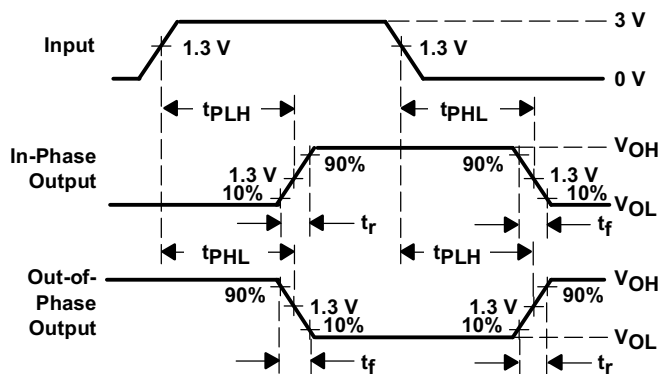 3 V
Input
1.3 V
1.3 V
0 V
tPLH
tPHL
In-Phase
Output
VOH
90%
90%
1.3 V
1.3 V
10%
10%
VOL
tr
tf
tPHL
tPLH
Out-of-
Phase
Output
VOH
90%
90%
1.3 V
1.3 V
10%
10%
VOL
tf
tr